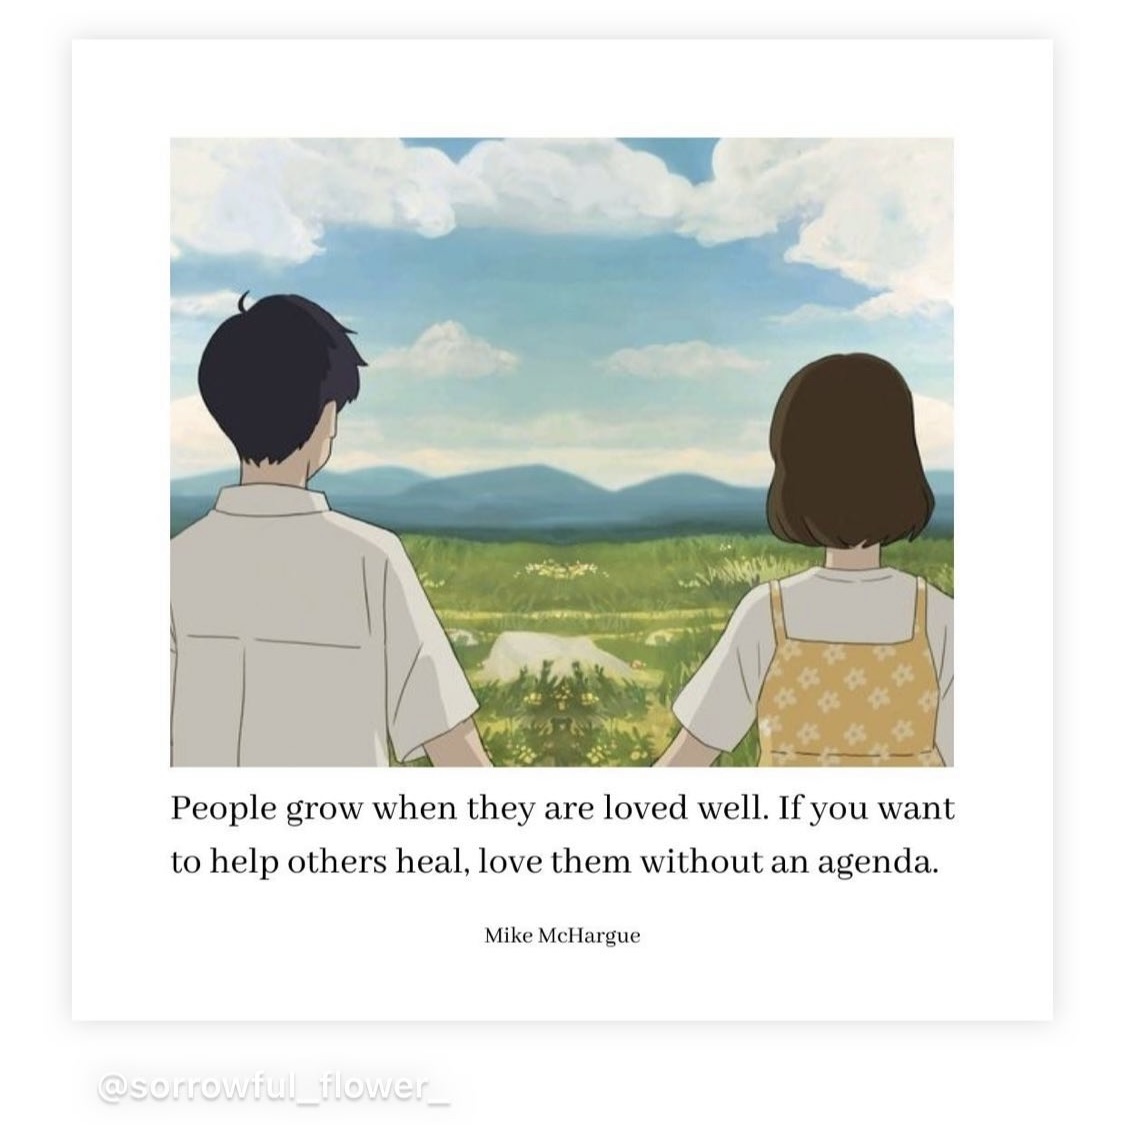 People grow when they are loved well. If you want
to help others heal, love them without an agenda.
Mike McHargue
@sorrowful_flower_